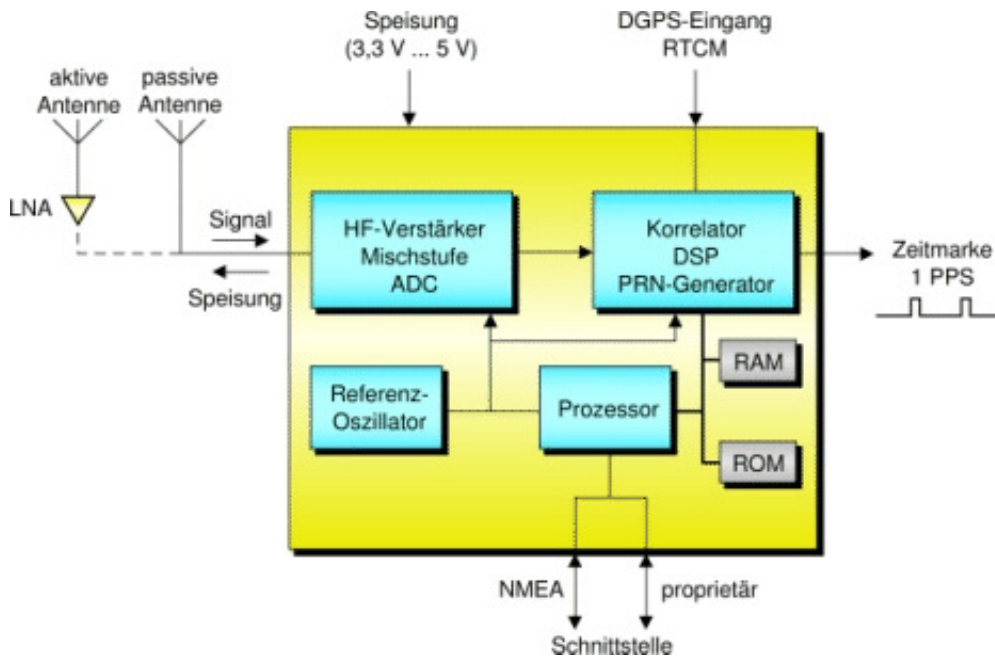 Speisung
(3,3 V ... 5 V)
DGPS-Eingang
RTCM
aktive
Antenne
passive
Antenne
LNA
Signal
Speisung
HF-Verstärker
Mischstufe
ADC
Korrelator
DSP
PRN-Generator
Zeitmarke
1 PPS
RAM
Referenz-
Oszillator
Prozessor
ROM
NMEA
proprietär
Schnittstelle